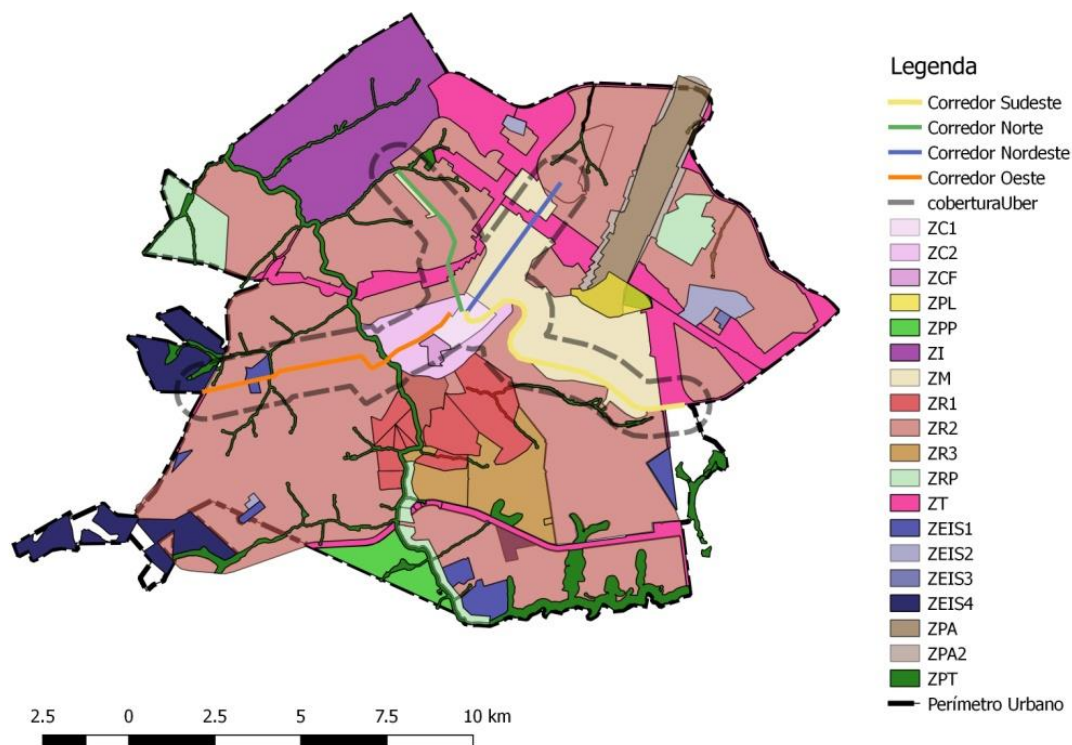 Legenda
Corredor Sudeste
Corredor Norte
Corredor Nordeste
Corredor Oeste
coberturaUber
ZC1
ZC2
ZCF
ZPL
ZPP
ZI
ZM
ZR1
ZR2
ZR3
ZRP
ZT
ZEIS1
ZEIS2
ZEIS3
ZEIS4
ZPA
ZPA2
ZPT
Perímetro Urbano
2.5 0 2.5 5 7.5 10 km